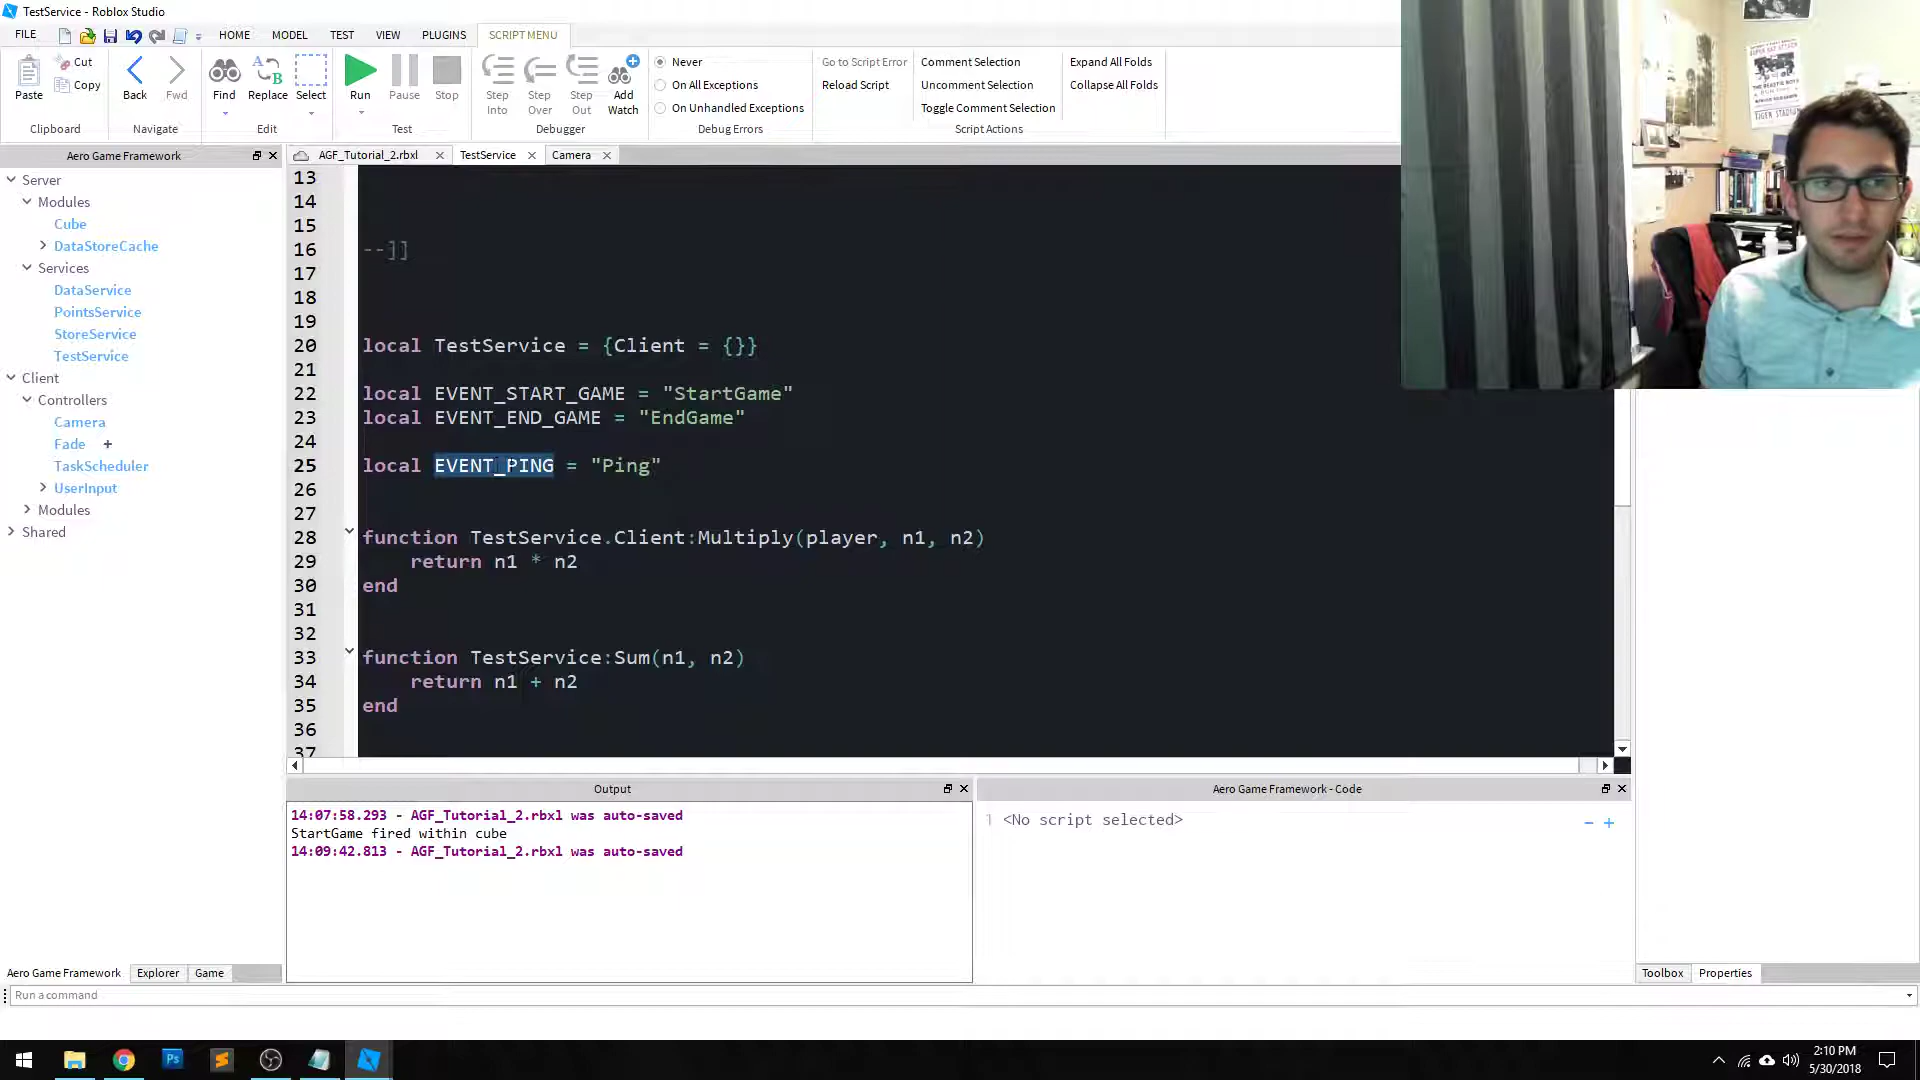 TestService - Roblox Studio
FILE HOME MODEL TEST VIEW PLUGINS SCRIPT MENU
Paste Cut Copy Clipboard
Back Fwd Navigate
Find Replace Select Edit
Run Pause Stop Test
Step Into Step Over Step Out Add Watch Debugger
Never
On All Exceptions
On Unhandled Exceptions
Debug Errors
Go to Script Error
Reload Script
Comment Selection
Uncomment Selection
Toggle Comment Selection
Expand All Folds
Collapse All Folds
Script Actions
Aero Game Framework
Server
Modules
Cube
DataStoreCache
Services
DataService
PointsService
StoreService
TestService
Client
Controllers
Camera
Fade +
TaskScheduler
UserInput
Modules
Shared
AGF_Tutorial_2.rbxl TestService Camera
13
14
15
16 --]]
17
18
19
20 local TestService = {Client = {}}
21
22 local EVENT_START_GAME = "StartGame"
23 local EVENT_END_GAME = "EndGame"
24
25 local EVENT_PING = "Ping"
26
27
28 function TestService.Client:Multiply(player, n1, n2)
29 return n1 * n2
30 end
31
32
33 function TestService:Sum(n1, n2)
34 return n1 + n2
35 end
36
37
Output
14:07:58.293 - AGF_Tutorial_2.rbxl was auto-saved
StartGame fired within cube
14:09:42.813 - AGF_Tutorial_2.rbxl was auto-saved
Aero Game Framework - Code
1 <No script selected>
Aero Game Framework Explorer Game
Toolbox Properties
Run a command
Ps
2:10 PM
5/30/2018